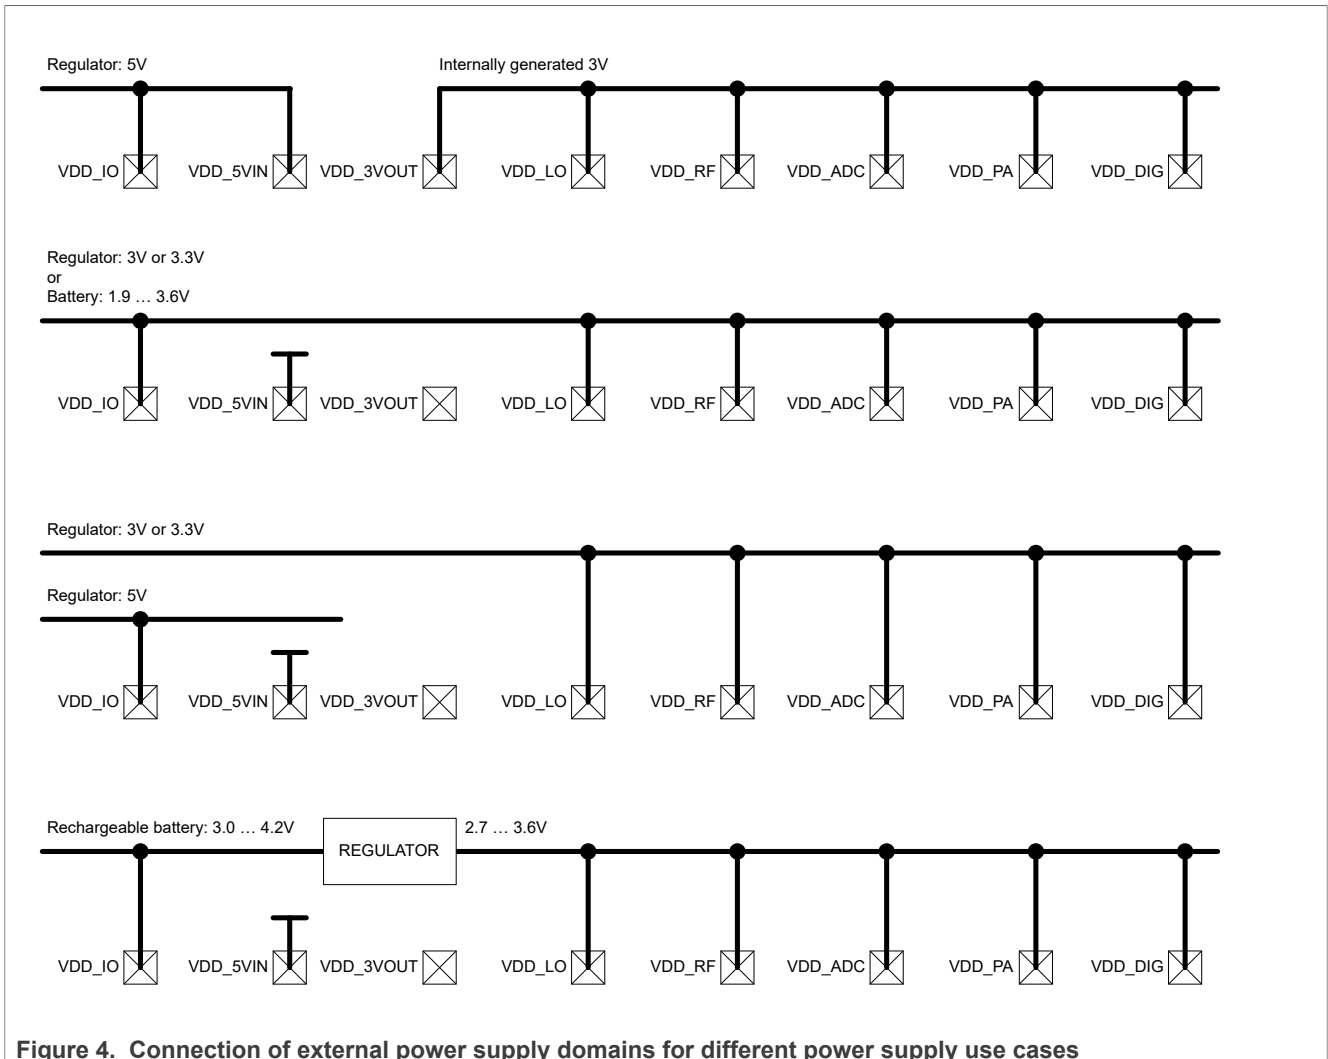 Regulator: 5V
Internally generated 3V
VDD_IO VDD_5VIN VDD_3VOUT VDD_LO VDD_RF VDD_ADC VDD_PA VDD_DIG
Regulator: 3V or 3.3V
or
Battery: 1.9 … 3.6V
VDD_IO VDD_5VIN VDD_3VOUT VDD_LO VDD_RF VDD_ADC VDD_PA VDD_DIG
Regulator: 3V or 3.3V
Regulator: 5V
VDD_IO VDD_5VIN VDD_3VOUT VDD_LO VDD_RF VDD_ADC VDD_PA VDD_DIG
Rechargeable battery: 3.0 … 4.2V
REGULATOR
2.7 … 3.6V
VDD_IO VDD_5VIN VDD_3VOUT VDD_LO VDD_RF VDD_ADC VDD_PA VDD_DIG
Figure 4. Connection of external power supply domains for different power supply use cases